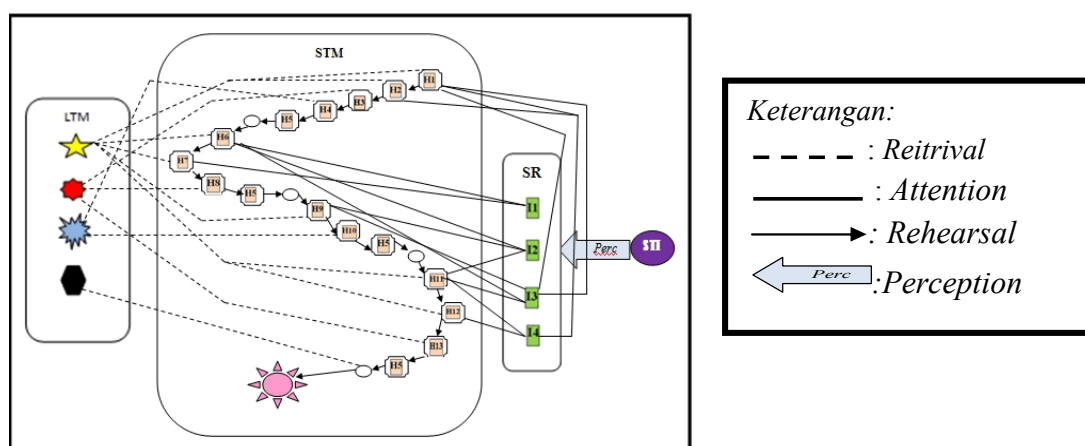 STM
LTM
H1
H2
H3
H4
H5
H6
H7
H8
H5
H9
H10
H5
H11
H12
H13
H5
SR
I1
I2
I3
I4
Perc
STI
Keterangan:
: Reitrival
: Attention
: Rehearsal
Perc :Perception